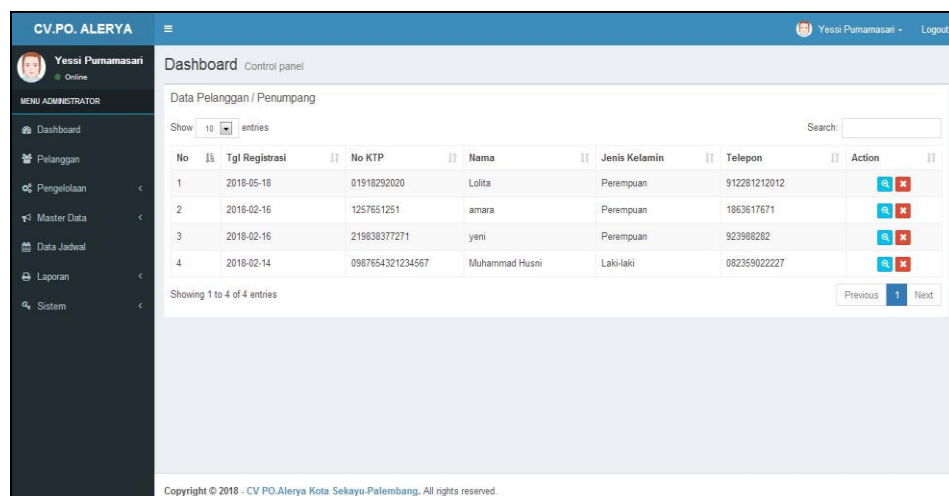 CV.PO. ALERYA
Yessi Purnamasari
Logout
Yessi Purnamasari
Online
Dashboard Control panel
MENU ADMINISTRATOR
Dashboard
Pelanggan
Pengelolaan
Master Data
Data Jadwal
Laporan
Sistem
Data Pelanggan / Penumpang
Show 10 entries
Search:
No Tgl Registrasi No KTP Nama Jenis Kelamin Telepon Action
1 2018-05-18 01918292020 Lolita Perempuan 912281212012
2 2018-02-16 1257651251 amara Perempuan 1863617671
3 2018-02-16 219838377271 yeni Perempuan 923988282
4 2018-02-14 0987654321234567 Muhammad Husni Laki-laki 082359022227
Showing 1 to 4 of 4 entries
Previous 1 Next
Copyright © 2018 - CV PO.Alerya Kota Sekayu-Palembang. All rights reserved.